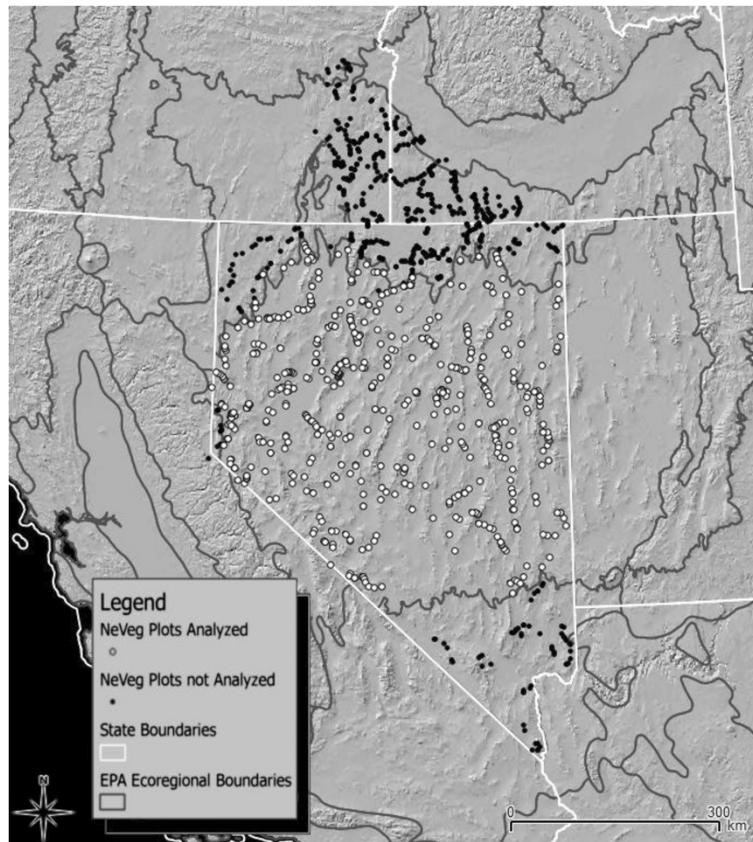 Legend
NeVeg Plots Analyzed
NeVeg Plots not Analyzed
State Boundaries
EPA Ecoregional Boundaries
N
0 300
km